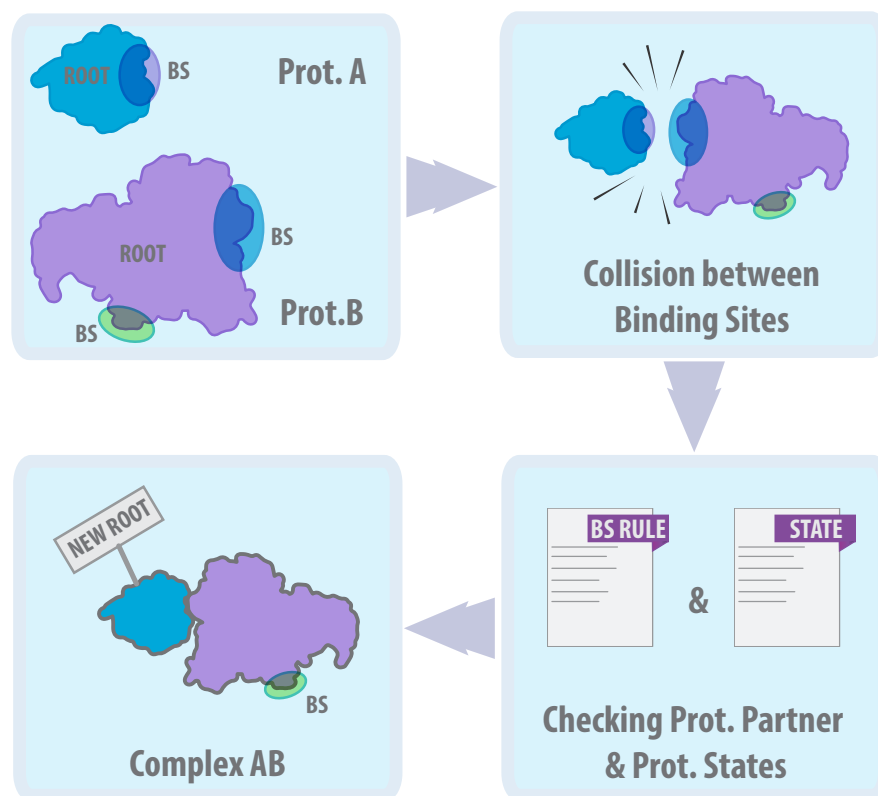 ROOT
BS
Prot. A
ROOT
BS
Prot.B
BS
Collision between
Binding Sites
BS RULE
STATE
&
Checking Prot. Partner
& Prot. States
NEW ROOT
BS
Complex AB